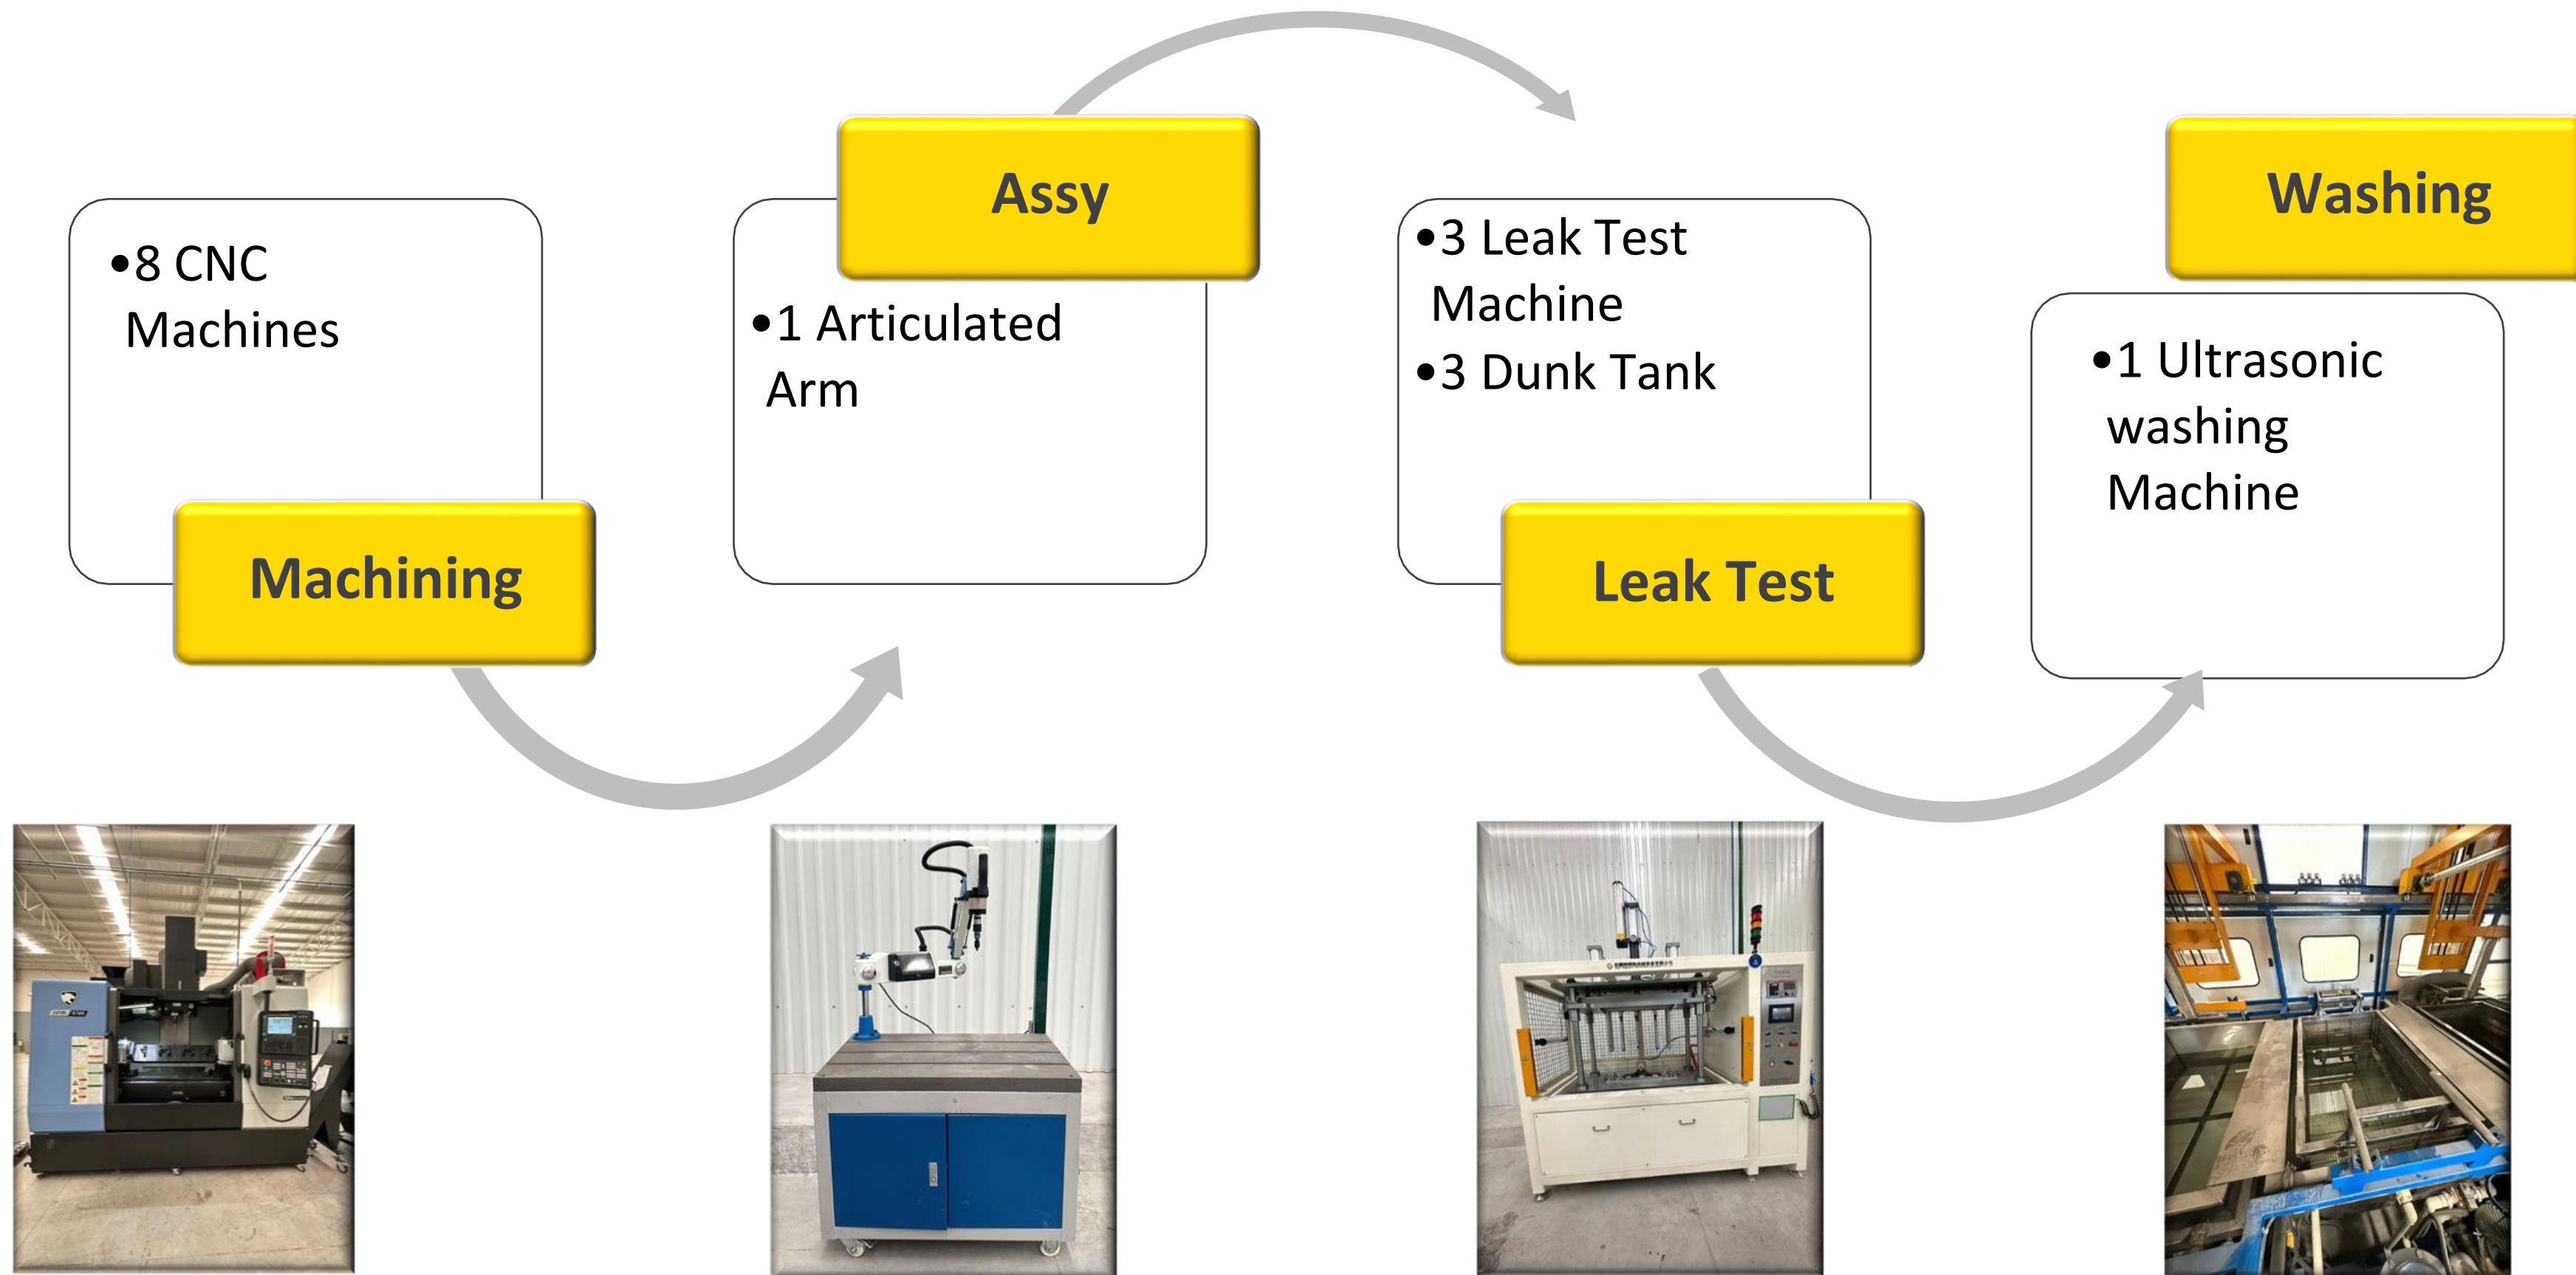 •8 CNC
Machines
Machining
Assy
•1 Articulated
Arm
•3 Leak Test
Machine
•3 Dunk Tank
Leak Test
Washing
•1 Ultrasonic
washing
Machine